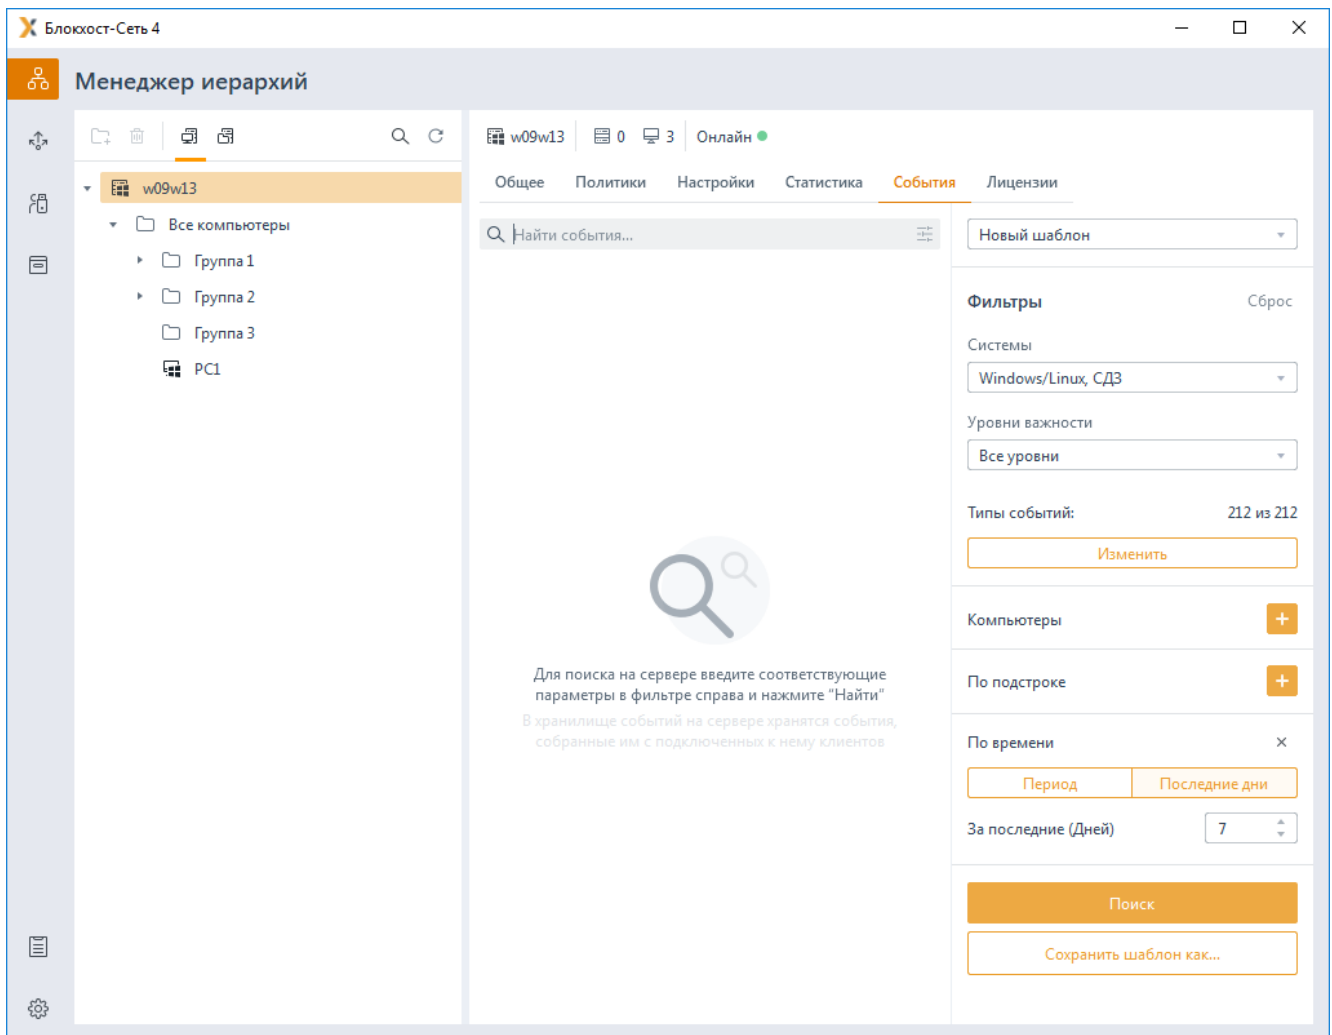 Блокхост-Сеть 4
Менеджер иерархий
w09w13
Все компьютеры
Группа 1
Группа 2
Группа 3
PC1
w09w13 0 3 Онлайн
Общее Политики Настройки Статистика События Лицензии
Найти события...
Для поиска на сервере введите соответствующие
параметры в фильтре справа и нажмите "Найти"
В хранилище событий на сервере хранятся события,
собранные им с подключенных к нему клиентов
Новый шаблон
Фильтры Сброс
Системы
Windows/Linux, СДЗ
Уровни важности
Все уровни
Типы событий: 212 из 212
Изменить
Компьютеры
По подстроке
По времени
Период Последние дни
За последние (Дней) 7
Поиск
Сохранить шаблон как...